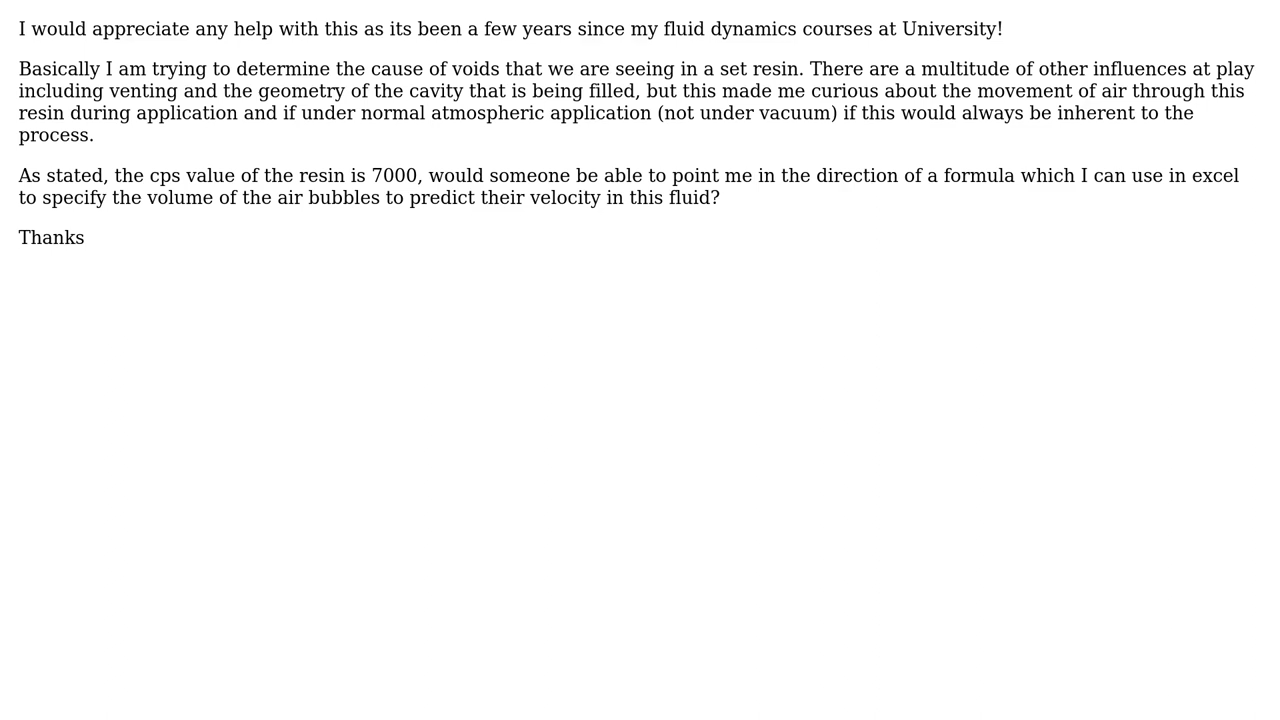 I would appreciate any help with this as its been a few years since my fluid dynamics courses at University!
Basically I am trying to determine the cause of voids that we are seeing in a set resin. There are a multitude of other influences at play
including venting and the geometry of the cavity that is being filled, but this made me curious about the movement of air through this
resin during application and if under normal atmospheric application (not under vacuum) if this would always be inherent to the
process.
As stated, the cps value of the resin is 7000, would someone be able to point me in the direction of a formula which I can use in excel
to specify the volume of the air bubbles to predict their velocity in this fluid?
Thanks